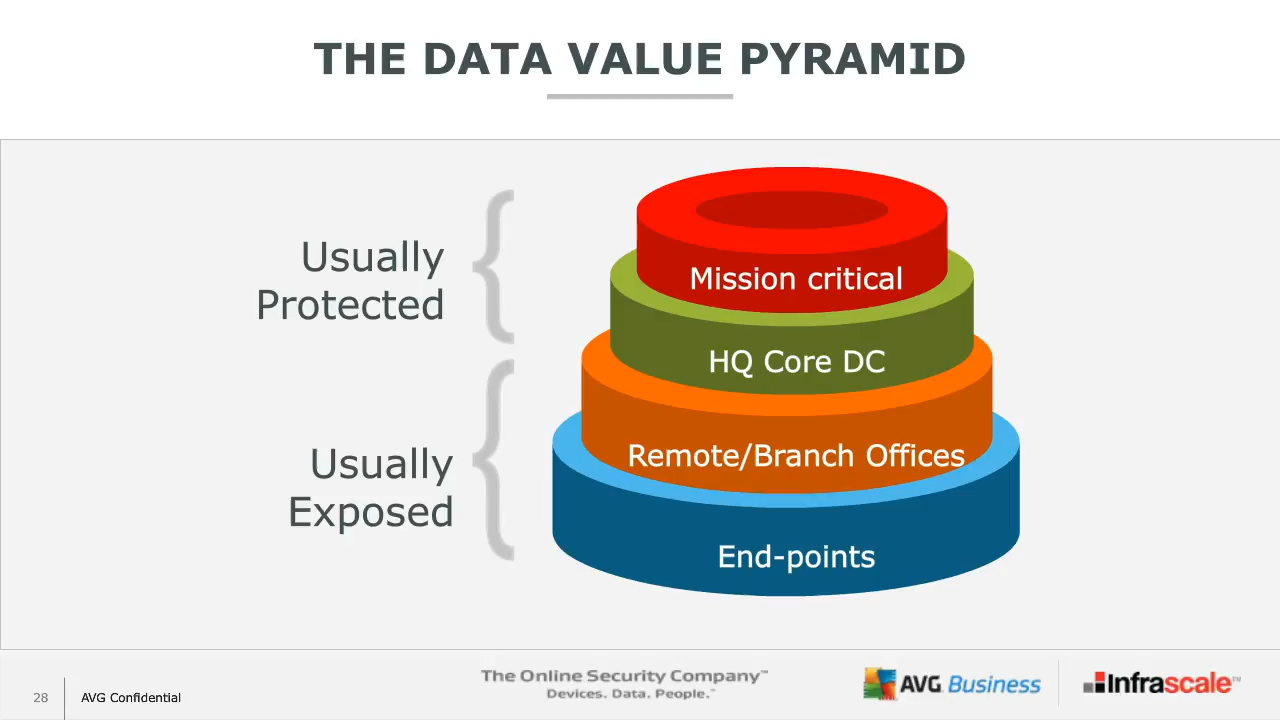 THE DATA VALUE PYRAMID
Usually
Protected
Usually
Exposed
Mission critical
HQ Core DC
Remote/Branch Offices
End-points
28
AVG Confidential
The Online Security Company™
Devices. Data. People.™
AVG Business
Infrascale™